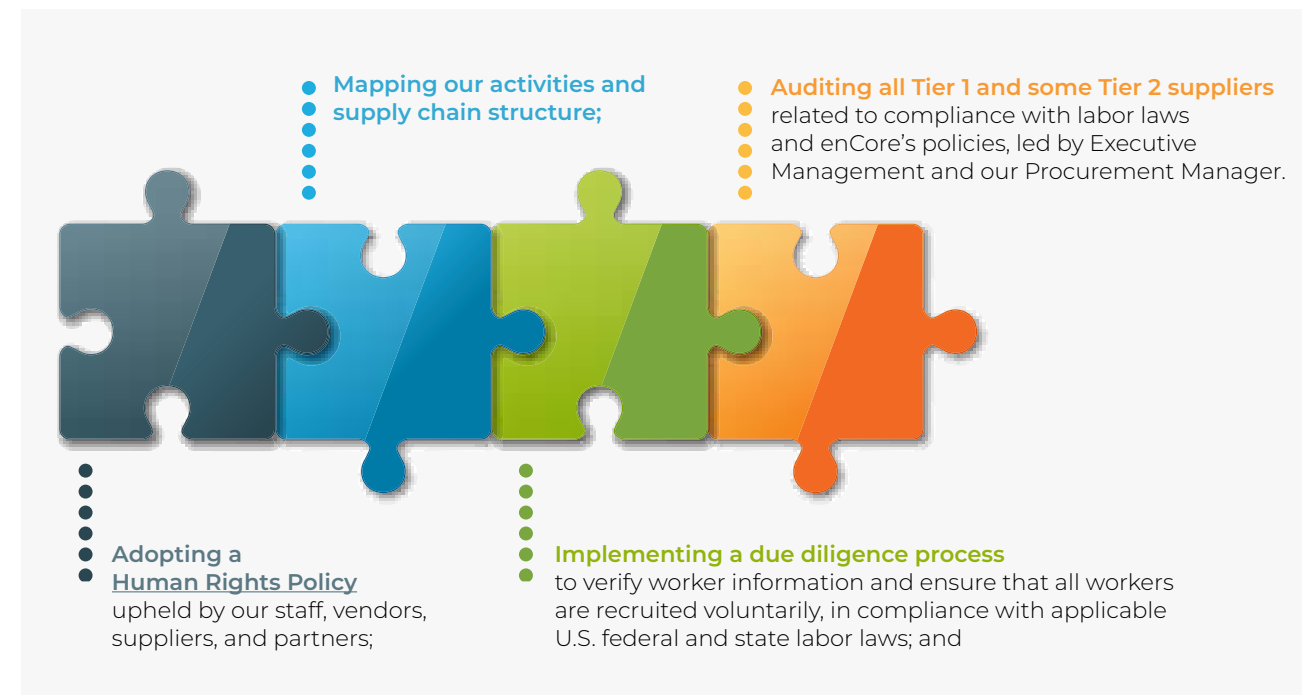 Mapping our activities and
supply chain structure;
Auditing all Tier 1 and some Tier 2 suppliers
related to compliance with labor laws
and enCore’s policies, led by Executive
Management and our Procurement Manager.
Adopting a
Human Rights Policy
upheld by our staff, vendors,
suppliers, and partners;
Implementing a due diligence process
to verify worker information and ensure that all workers
are recruited voluntarily, in compliance with applicable
U.S. federal and state labor laws; and